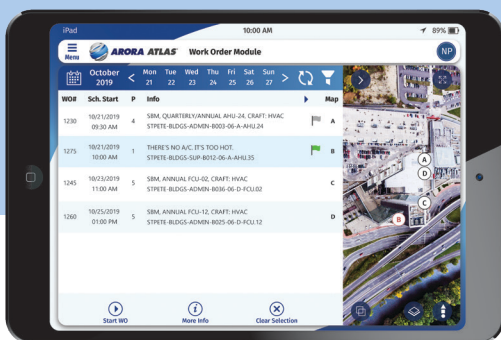 iPad
10:00 AM
89%
Menu
ARORA ATLAS
Work Order Module
NP
October 2019
<
Mon 21
Tue 22
Wed 23
Thu 24
Fri 25
Sat 26
Sun 27
>
WO# Sch. Start P Info Map
1230 10/21/2019 09:30 AM 4 SBM, QUARTERLY/ANNUAL AHU-24, CRAFT: HVAC A
STPETE-BLDGS-ADMIN-B003-06-A-AHU.24
1275 10/21/2019 10:00 AM 1 THERE'S NO A/C. IT'S TOO HOT. B
STPETE-BLDGS-SUP-B012-06-A-AHU.35
1245 10/23/2019 11:00 AM 5 SBM, ANNUAL FCU-02, CRAFT: HVAC C
STPETE-BLDGS-ADMIN-B036-06-D-FCU.02
1260 10/25/2019 01:00 PM 5 SBM, ANNUAL FCU-12, CRAFT: HVAC D
STPETE-BLDGS-ADMIN-B025-06-D-FCU.12
A
D
C
B
Start WO
More Info
Clear Selection